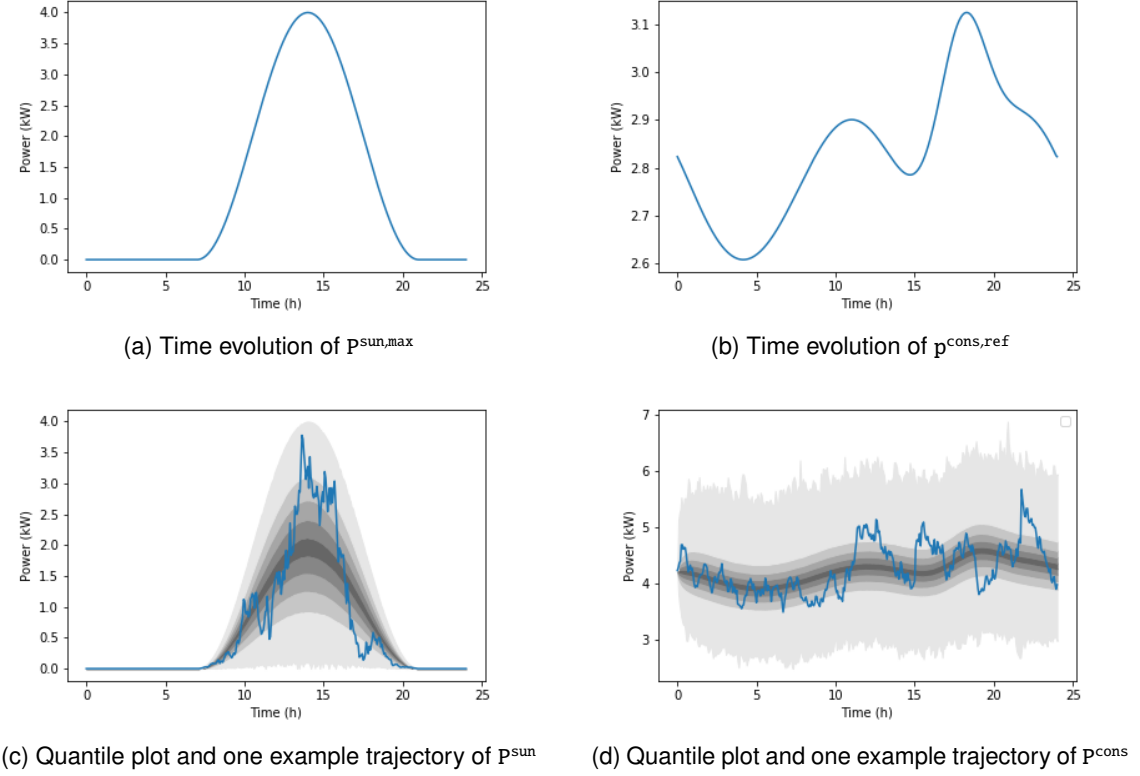 4.0
3.5
3.0
2.5
2.0
1.5
1.0
0.5
0.0
Power (kW)
0 5 10 15 20 25
Time (h)
(a) Time evolution of P^sun,max
3.1
3.0
2.9
2.8
2.7
2.6
Power (kW)
0 5 10 15 20 25
Time (h)
(b) Time evolution of p^cons,ref
4.0
3.5
3.0
2.5
2.0
1.5
1.0
0.5
0.0
Power (kW)
0 5 10 15 20 25
Time (h)
(c) Quantile plot and one example trajectory of P^sun
7
6
5
4
3
Power (kW)
0 5 10 15 20 25
Time (h)
(d) Quantile plot and one example trajectory of P^cons